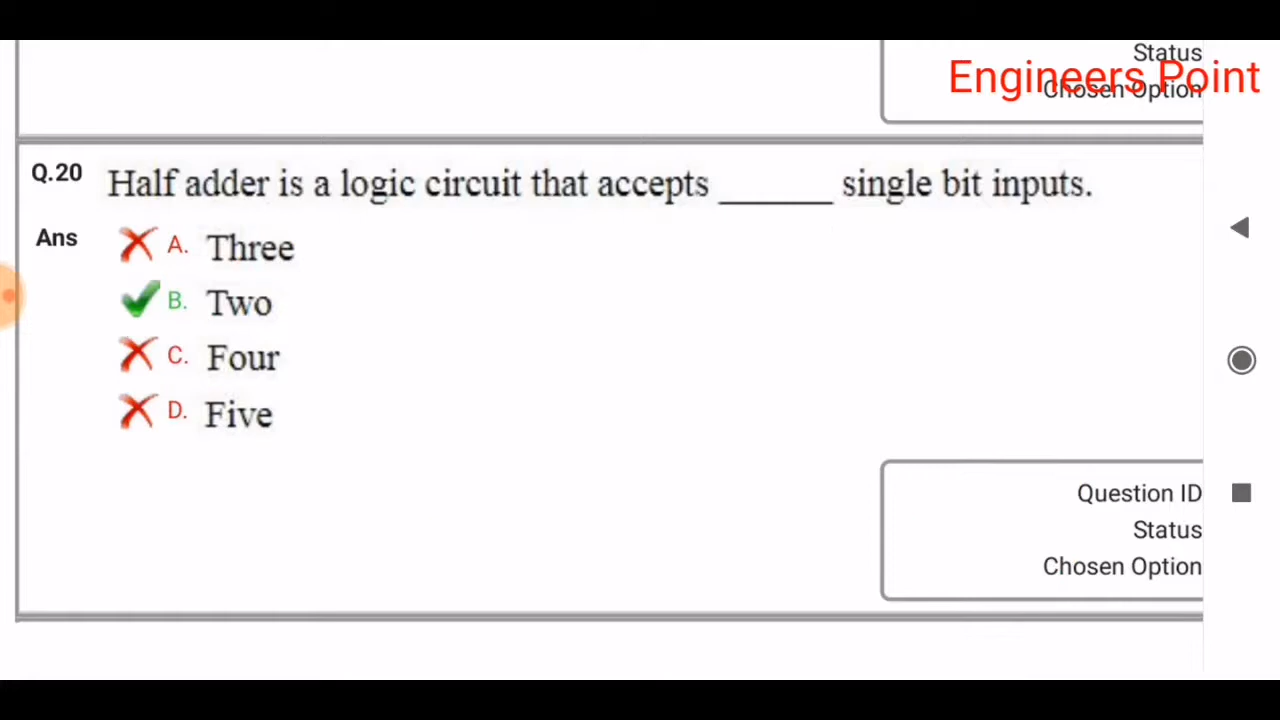 Status
Engineers Point
Chosen Option
Q.20 Half adder is a logic circuit that accepts ______ single bit inputs.
Ans A. Three
B. Two
C. Four
D. Five
Question ID
Status
Chosen Option